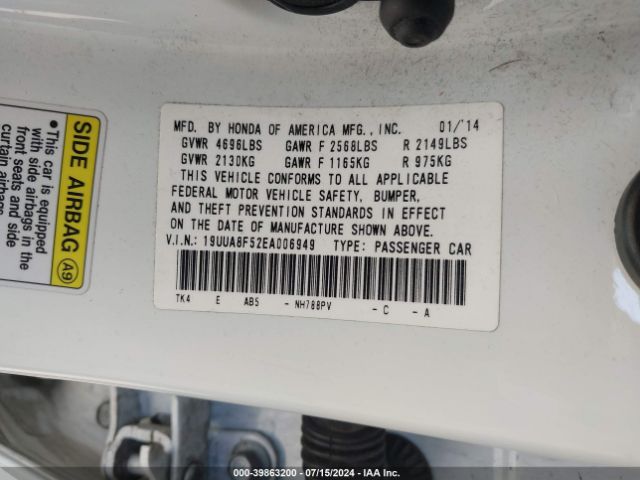 • This car is equipped
with side airbags in the
front seats and side
curtain airbags.
SIDE AIRBAG A9
MFD. BY HONDA OF AMERICA MFG., INC. 01/'14
GVWR 4696LBS GAWR F 2568LBS R 2149LBS
GVWR 2130KG GAWR F 1165KG R 975KG
THIS VEHICLE CONFORMS TO ALL APPLICABLE
FEDERAL MOTOR VEHICLE SAFETY, BUMPER,
AND THEFT PREVENTION STANDARDS IN EFFECT
ON THE DATE OF MANUFACTURE SHOWN ABOVE.
V.I.N.: 19UUA8F52EA006949 TYPE: PASSENGER CAR
TK4 E AB5 - NH788PV - C - A
000-39863200 - 07/15/2024 - IAA Inc.